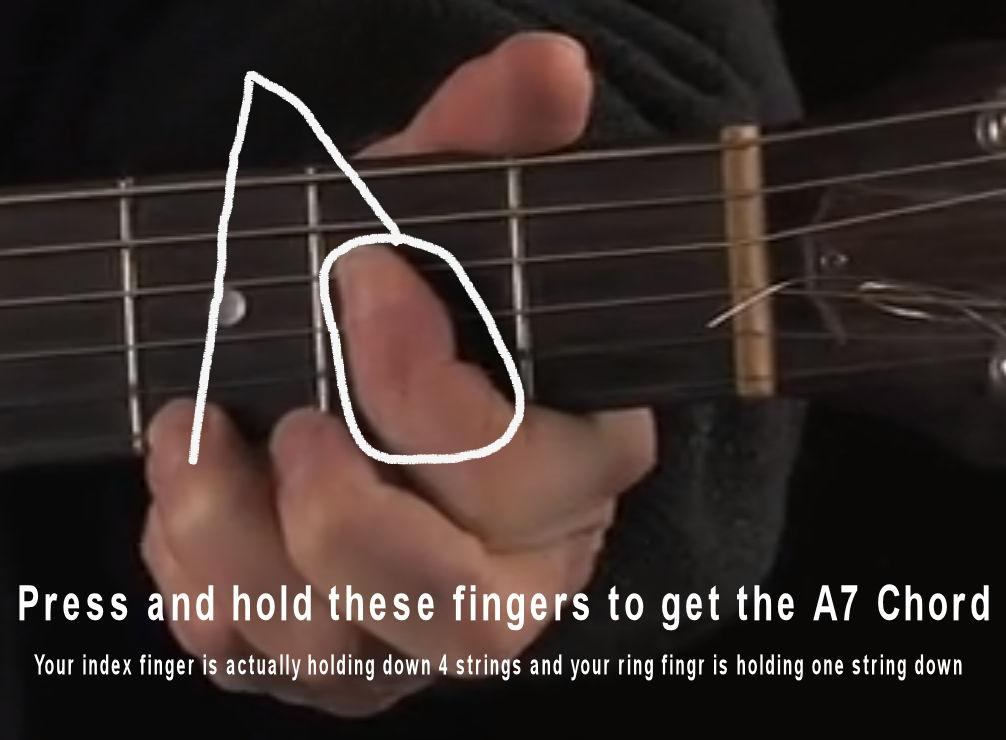 Press and hold these fingers to get the A7 Chord
Your index finger is actually holding down 4 strings and your ring fingr is holding one string down